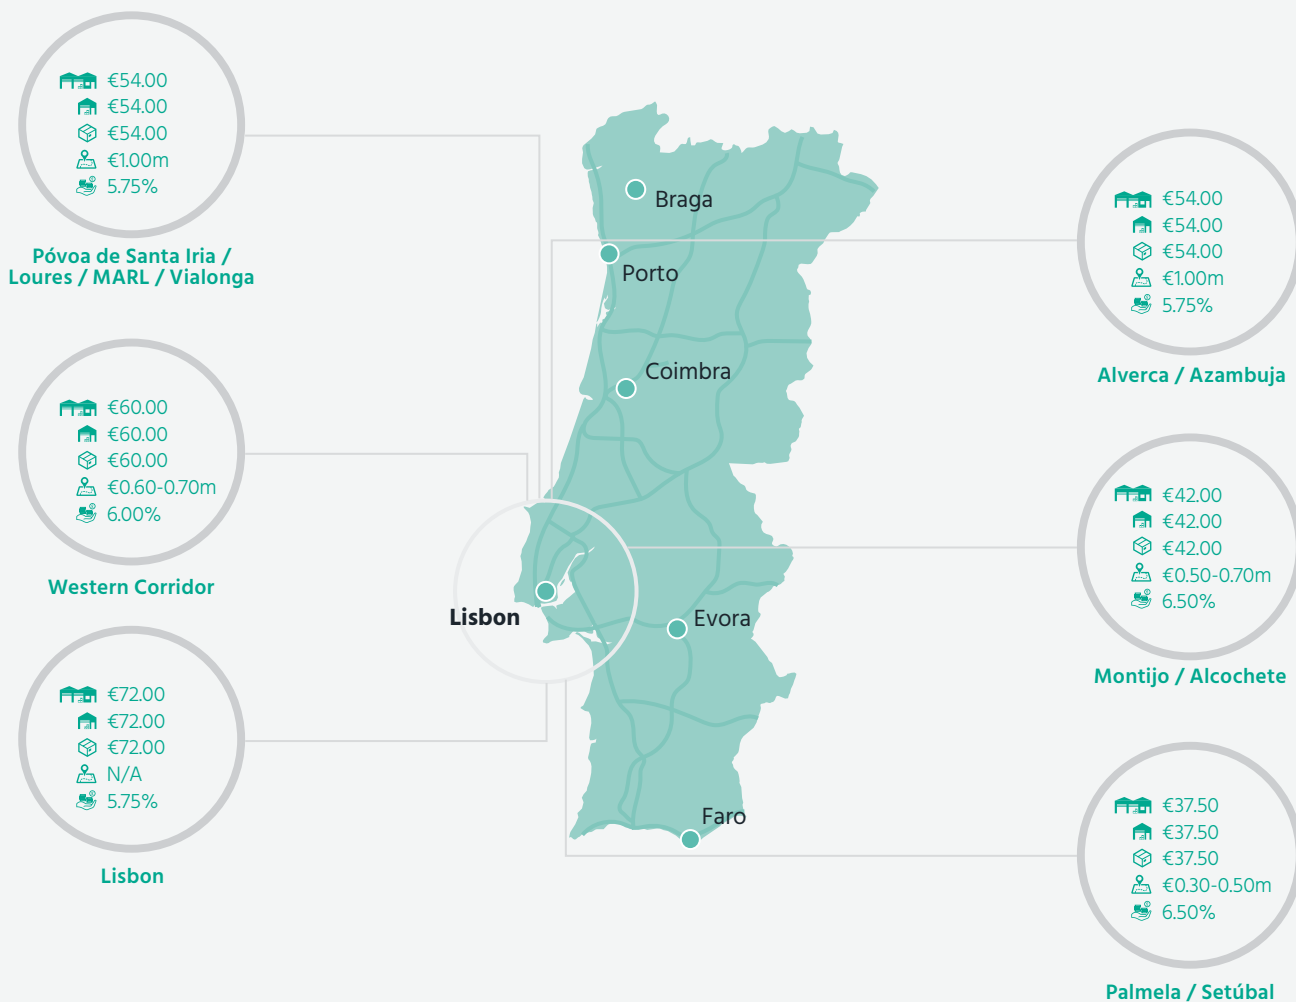 €54.00
€54.00
€54.00
€1.00m
5.75%
Póvoa de Santa Iria /
Loures / MARL / Vialonga
€60.00
€60.00
€60.00
€0.60-0.70m
6.00%
Western Corridor
€72.00
€72.00
€72.00
N/A
5.75%
Lisbon
Braga
Porto
Coimbra
Lisbon
Evora
Faro
€54.00
€54.00
€54.00
€1.00m
5.75%
Alverca / Azambuja
€42.00
€42.00
€42.00
€0.50-0.70m
6.50%
Montijo / Alcochete
€37.50
€37.50
€37.50
€0.30-0.50m
6.50%
Palmela / Setúbal